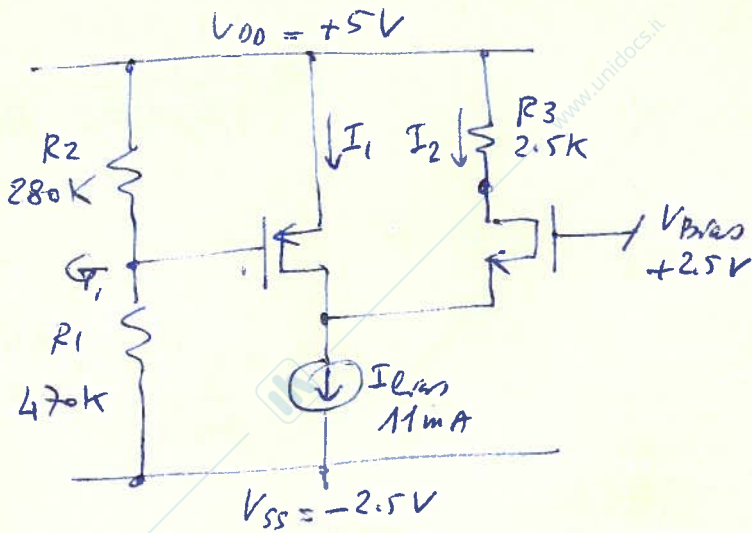 VDD = +5V
R2
280K
I1
I2
R3
2.5K
G1
VBias
+2.5V
R1
470K
Ibias
11mA
VSS = -2.5V
www.unidocs.it